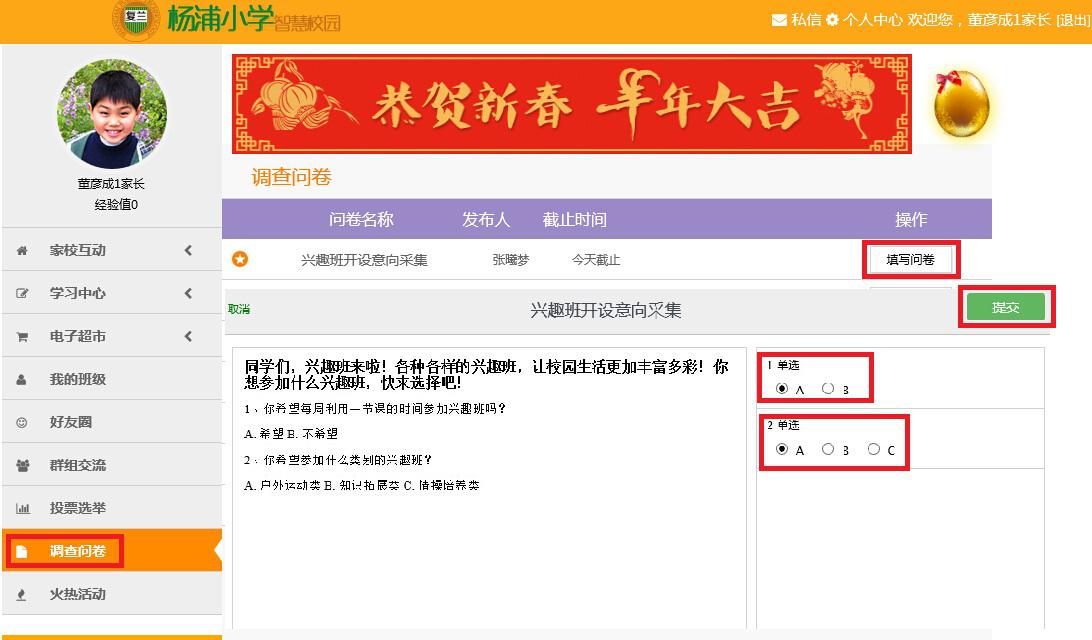 复兰
杨浦小学智慧校园
私信 个人中心 欢迎您，董彦成1家长 [退出]
恭贺新春 羊年大吉
董彦成1家长
经验值0
家校互动
学习中心
电子超市
我的班级
好友圈
群组交流
投票选举
调查问卷
火热活动
调查问卷
问卷名称 发布人 截止时间 操作
兴趣班开设意向采集 张曦梦 今天截止 填写问卷
取消 兴趣班开设意向采集 提交
同学们，兴趣班来啦！各种各样的兴趣班，让校园生活更加丰富多彩！你
想参加什么兴趣班，快来选择吧！
1、你希望每周利用一节课的时间参加兴趣班吗？
A. 希望 B. 不希望
2、你希望参加什么类别的兴趣班？
A. 户外运动类 B. 知识拓展类 C. 情操培养类
1 单选
A B
2 单选
A B C